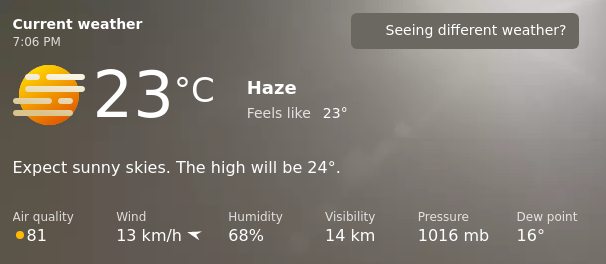 Current weather
7:06 PM
Seeing different weather?
23°C
Haze
Feels like 23°
Expect sunny skies. The high will be 24°.
Air quality Wind Humidity Visibility Pressure Dew point
81 13 km/h 68% 14 km 1016 mb 16°